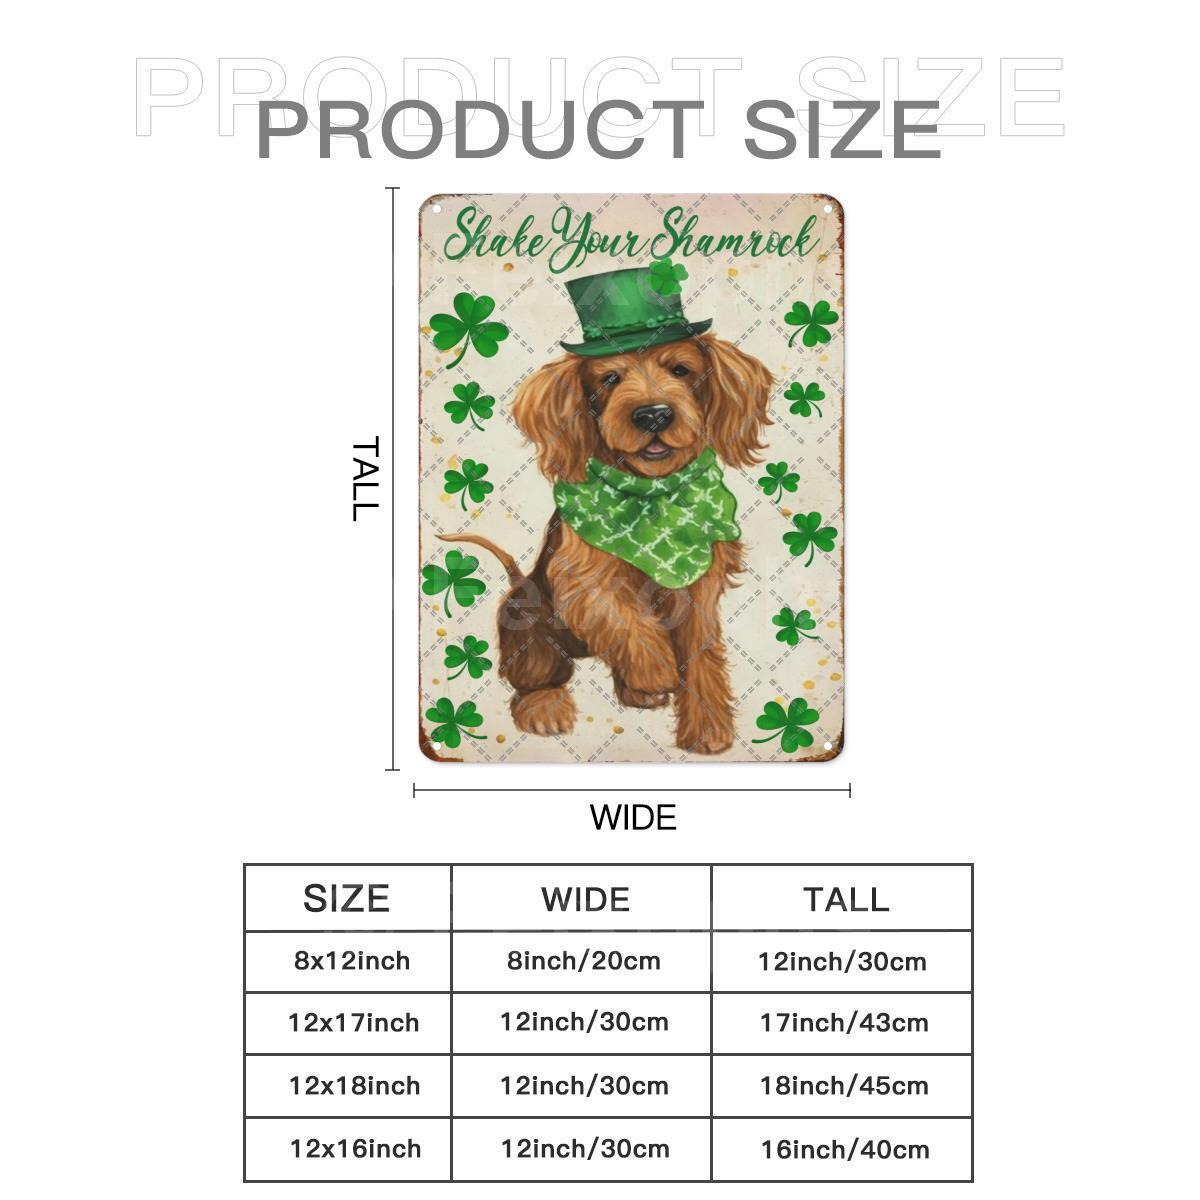 PRODUCT SIZE
PRODUCT SIZE
Shake Your Shamrock
TALL
WIDE
SIZE WIDE TALL
8x12inch 8inch/20cm 12inch/30cm
12x17inch 12inch/30cm 17inch/43cm
12x18inch 12inch/30cm 18inch/45cm
12x16inch 12inch/30cm 16inch/40cm